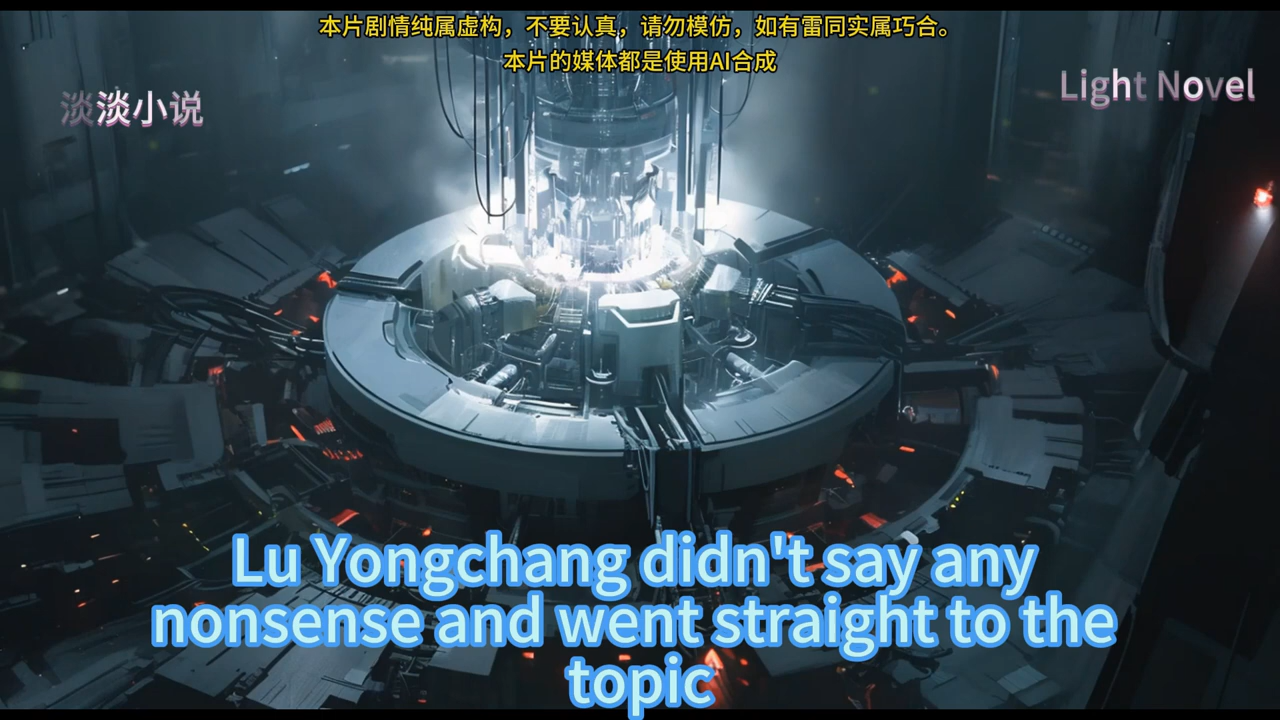 本片剧情纯属虚构，不要认真，请勿模仿，如有雷同实属巧合。
本片的媒体都是使用AI合成
淡淡小说
Light Novel
Lu Yongchang didn't say any
nonsense and went straight to the
topic